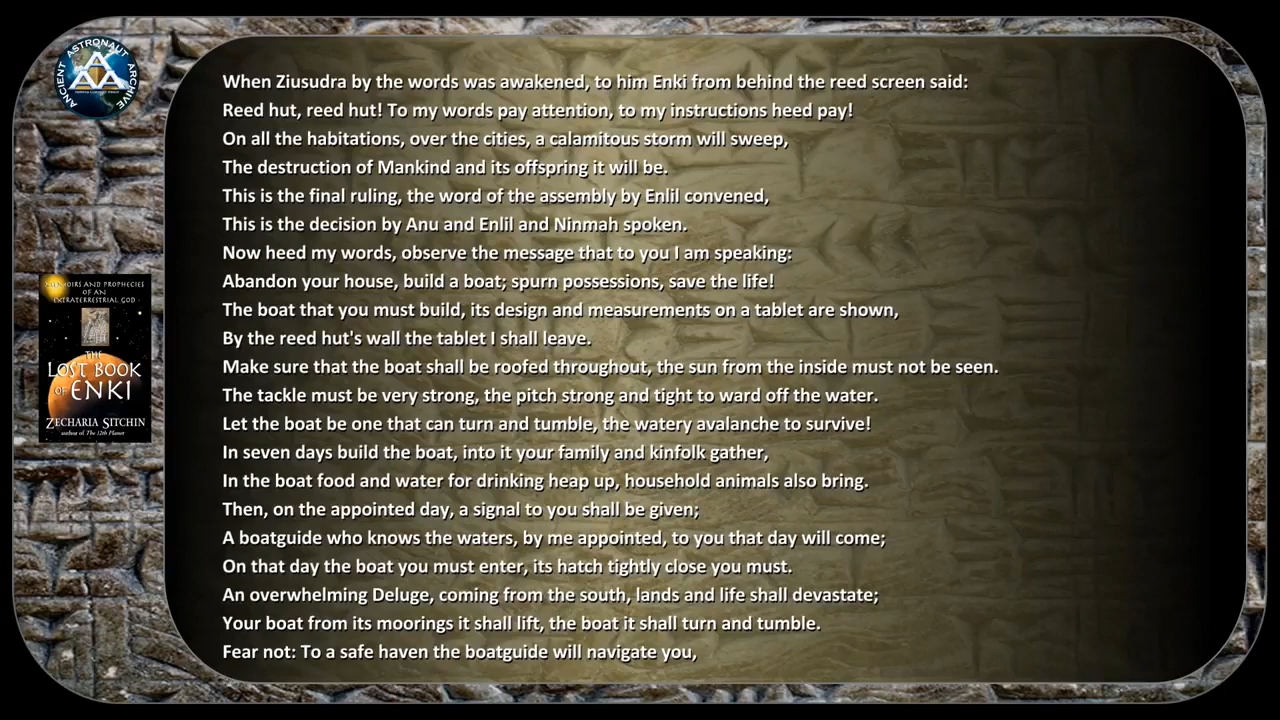 ANCIENT ASTRONAUT ARCHIVE
When Ziusudra by the words was awakened, to him Enki from behind the reed screen said:
Reed hut, reed hut! To my words pay attention, to my instructions heed pay!
On all the habitations, over the cities, a calamitous storm will sweep,
The destruction of Mankind and its offspring it will be.
This is the final ruling, the word of the assembly by Enlil convened,
This is the decision by Anu and Enlil and Ninmah spoken.
Now heed my words, observe the message that to you I am speaking:
Abandon your house, build a boat; spurn possessions, save the life!
The boat that you must build, its design and measurements on a tablet are shown,
By the reed hut's wall the tablet I shall leave.
Make sure that the boat shall be roofed throughout, the sun from the inside must not be seen.
The tackle must be very strong, the pitch strong and tight to ward off the water.
Let the boat be one that can turn and tumble, the watery avalanche to survive!
In seven days build the boat, into it your family and kinfolk gather,
In the boat food and water for drinking heap up, household animals also bring.
Then, on the appointed day, a signal to you shall be given;
A boatguide who knows the waters, by me appointed, to you that day will come;
On that day the boat you must enter, its hatch tightly close you must.
An overwhelming Deluge, coming from the south, lands and life shall devastate;
Your boat from its moorings it shall lift, the boat it shall turn and tumble.
Fear not: To a safe haven the boatguide will navigate you,
MEMOIRS AND PROPHECIES
OF AN
EXTRATERRESTRIAL GOD
THE
LOST BOOK
OF ENKI
ZECHARIA SITCHIN
author of The 12th Planet